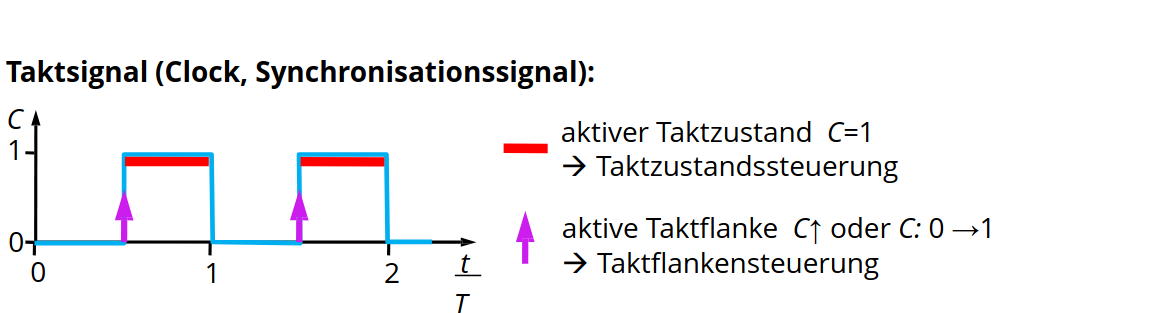 Taktsignal (Clock, Synchronisationssignal):
C
1
0
0
1
2
t
T
aktiver Taktzustand C=1
→ Taktzustandssteuerung
aktive Taktflanke C↑ oder C: 0 →1
→ Taktflankensteuerung